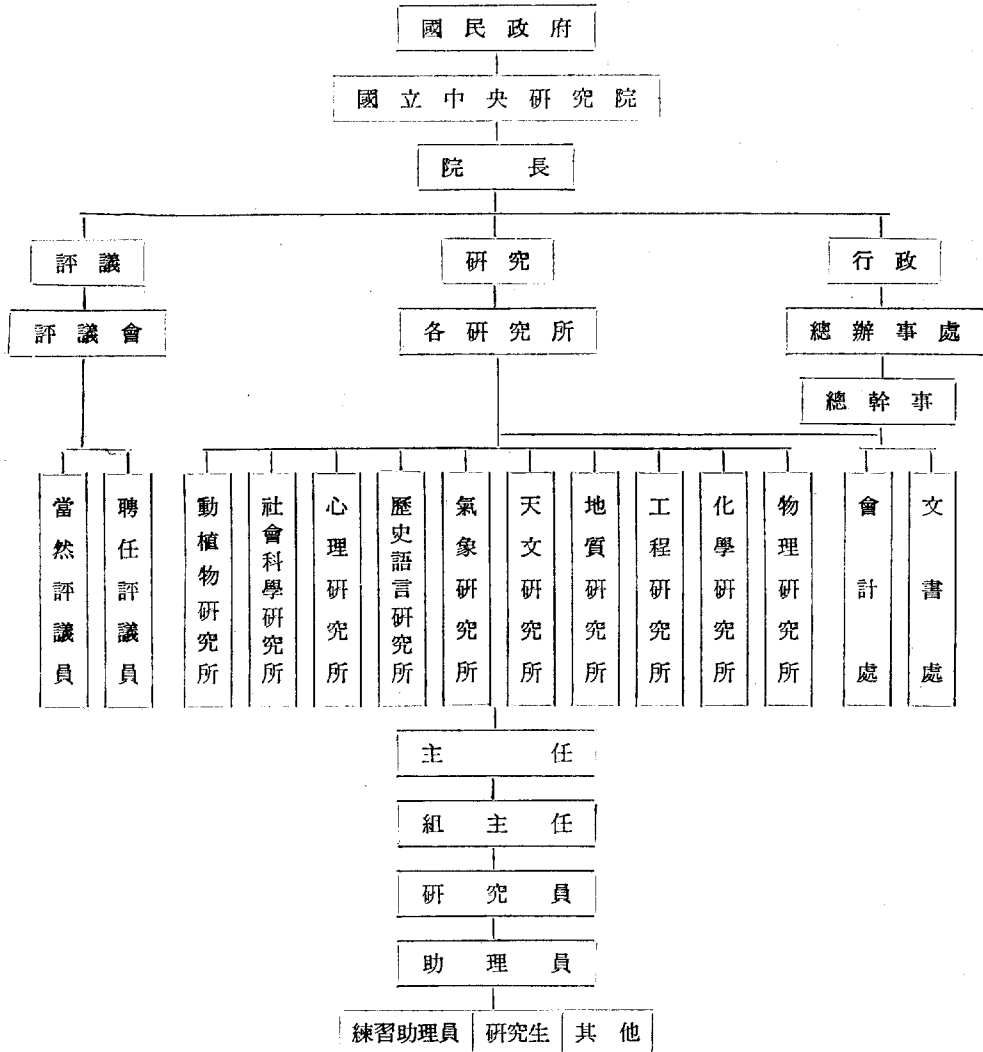 國民政府
國立中央研究院
院長
評議
研究
行政
評議會
各研究所
總辦事處
總幹事
當然評議員
聘任評議員
動植物研究所
社會科學研究所
心理研究所
歷史語言研究所
氣象研究所
天文研究所
地質研究所
工程研究所
化學研究所
物理研究所
會計處
文書處
主任
組主任
研究員
助理員
練習助理員
研究生
其他